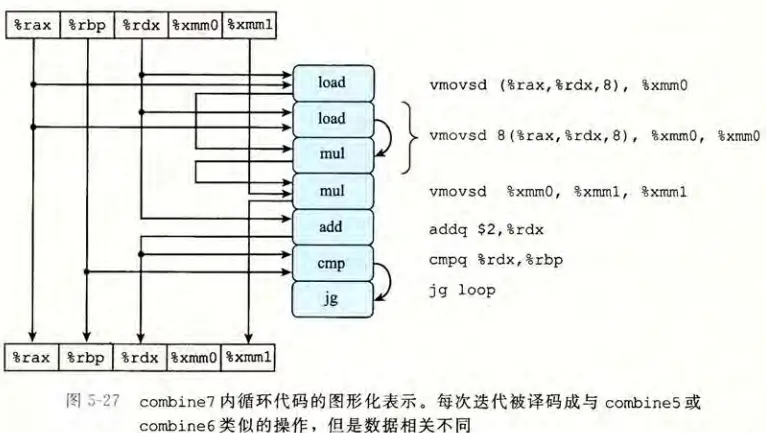 %rax %rbp %rdx %xmm0 %xmm1
load
vmovsd (%rax,%rdx,8), %xmm0
load
mul
vmovsd 8(%rax,%rdx,8), %xmm0, %xmm0
mul
vmovsd %xmm0, %xmm1, %xmm1
add
addq $2,%rdx
cmp
cmpq %rdx,%rbp
jg
jg loop
%rax %rbp %rdx %xmm0 %xmm1
图 5-27 combine7 内循环代码的图形化表示。每次迭代被译码成与 combine5 或
combine6 类似的操作，但是数据相关不同